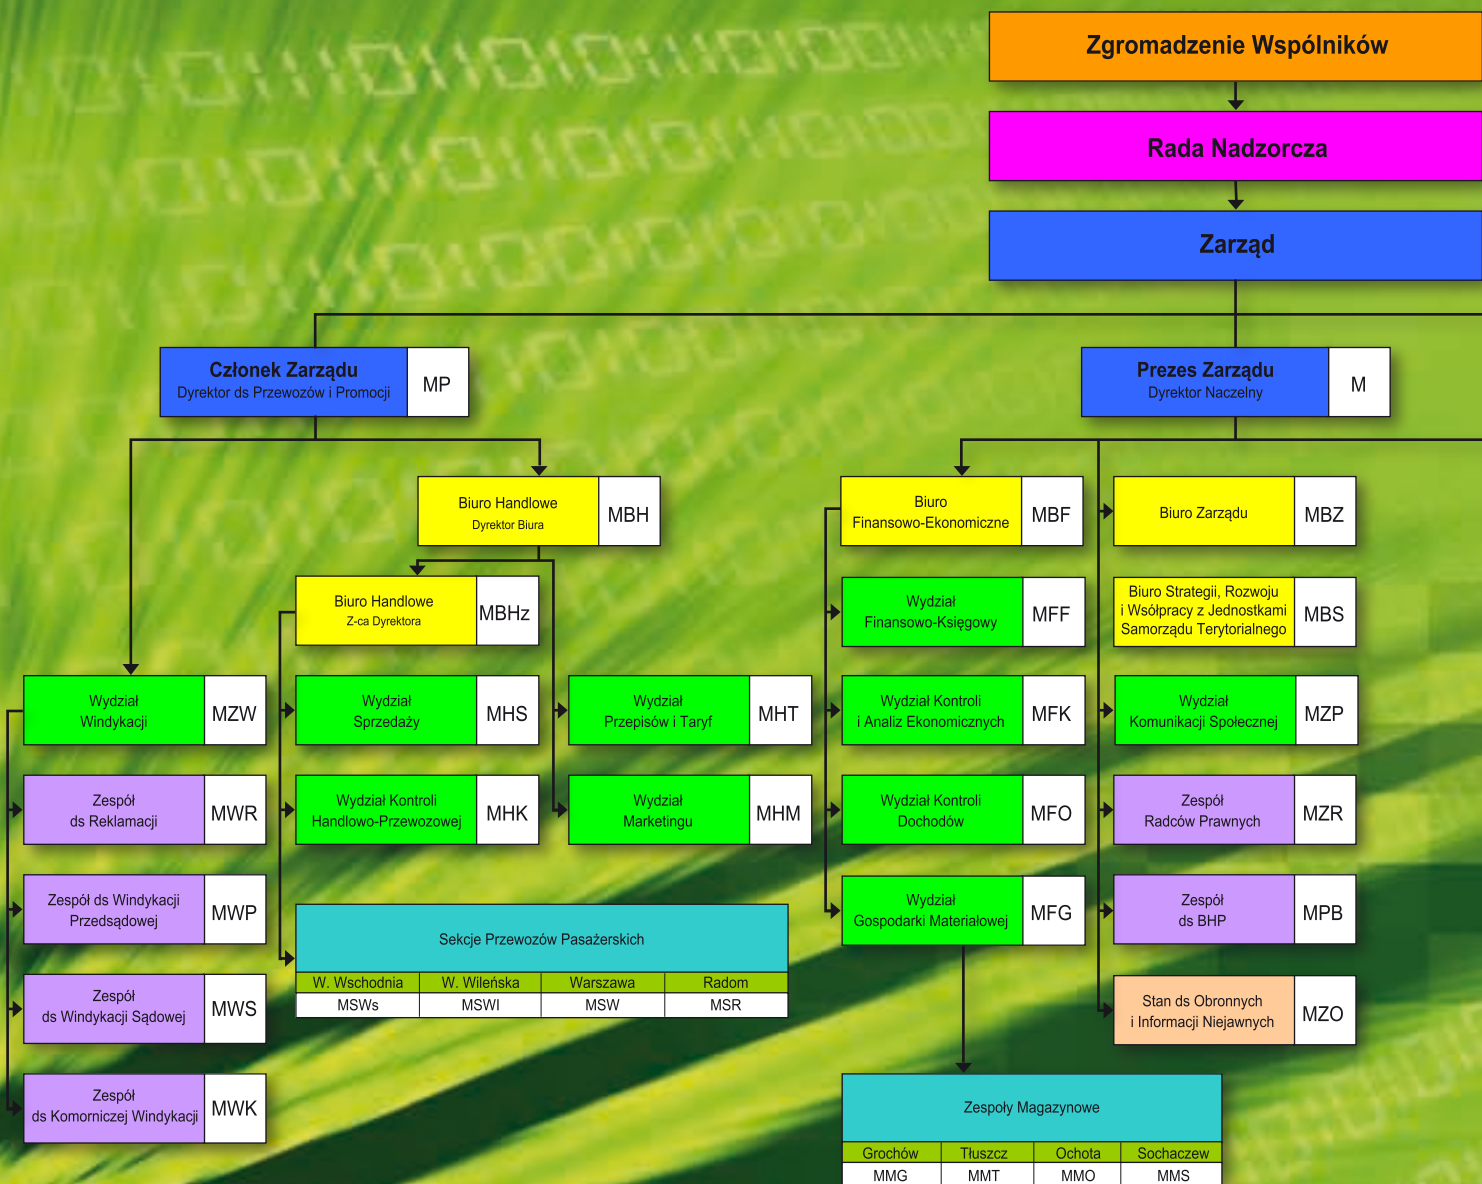 Zgromadzenie Wspólników
Rada Nadzorcza
Zarząd
Członek Zarządu
Dyrektor ds Przewozów i Promocji
MP
Prezes Zarządu
Dyrektor Naczelny
M
Biuro Handlowe
Dyrektor Biura
MBH
Biuro
Finansowo-Ekonomiczne
MBF
Biuro Zarządu
MBZ
Biuro Handlowe
Z-ca Dyrektora
MBHz
Wydział
Finansowo-Księgowy
MFF
Biuro Strategii, Rozwoju
i Wsółpracy z Jednostkami
Samorządu Terytorialnego
MBS
Wydział
Windykacji
MZW
Wydział
Sprzedaży
MHS
Wydział
Przepisów i Taryf
MHT
Wydział Kontroli
i Analiz Ekonomicznych
MFK
Wydział
Komunikacji Społecznej
MZP
Zespół
ds Reklamacji
MWR
Wydział Kontroli
Handlowo-Przewozowej
MHK
Wydział
Marketingu
MHM
Wydział Kontroli
Dochodów
MFO
Zespół
Radców Prawnych
MZR
Zespół ds Windykacji
Przedsądowej
MWP
Sekcje Przewozów Pasażerskich
W. Wschodnia W. Wileńska Warszawa Radom
MSWs MSWI MSW MSR
Wydział
Gospodarki Materiałowej
MFG
Zespół
ds BHP
MPB
Zespół
ds Windykacji Sądowej
MWS
Stan ds Obronnych
i Informacji Niejawnych
MZO
Zespół
ds Komorniczej Windykacji
MWK
Zespoły Magazynowe
Grochów Tłuszcz Ochota Sochaczew
MMG MMT MMO MMS